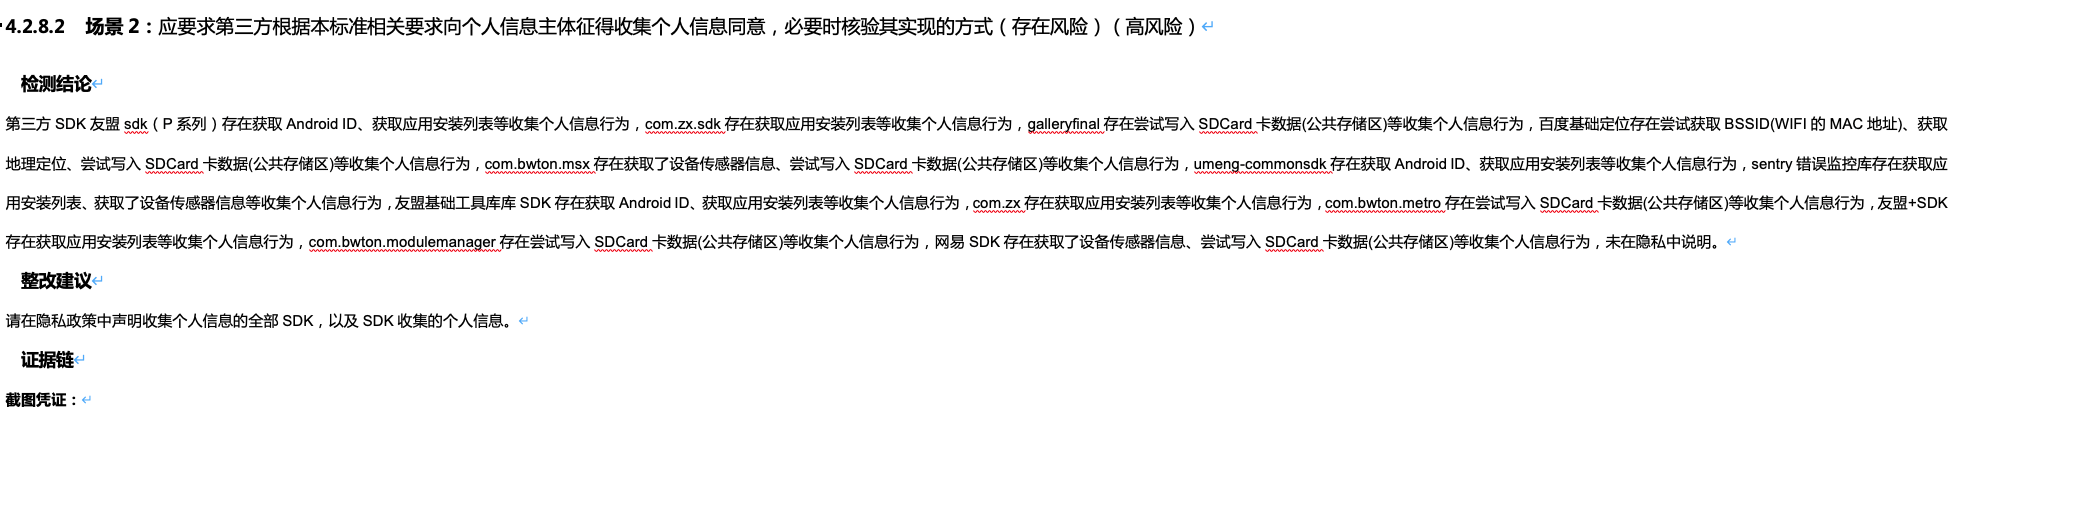 4.2.8.2 场景 2：应要求第三方根据本标准相关要求向个人信息主体征得收集个人信息同意，必要时核验其实现的方式（存在风险）（高风险）
检测结论
第三方 SDK 友盟 sdk（P 系列）存在获取 Android ID、获取应用安装列表等收集个人信息行为，com.zx.sdk 存在获取应用安装列表等收集个人信息行为，galleryfinal 存在尝试写入 SDCard 卡数据(公共存储区)等收集个人信息行为，百度基础定位存在尝试获取 BSSID(WIFI 的 MAC 地址)、获取
地理定位、尝试写入 SDCard 卡数据(公共存储区)等收集个人信息行为，com.bwton.msx 存在获取了设备传感器信息、尝试写入 SDCard 卡数据(公共存储区)等收集个人信息行为，umeng-commonsdk 存在获取 Android ID、获取应用安装列表等收集个人信息行为，sentry 错误监控库存在获取应
用安装列表、获取了设备传感器信息等收集个人信息行为，友盟基础工具库库 SDK 存在获取 Android ID、获取应用安装列表等收集个人信息行为，com.zx 存在获取应用安装列表等收集个人信息行为，com.bwton.metro 存在尝试写入 SDCard 卡数据(公共存储区)等收集个人信息行为，友盟+SDK
存在获取应用安装列表等收集个人信息行为，com.bwton.modulemanager 存在尝试写入 SDCard 卡数据(公共存储区)等收集个人信息行为，网易 SDK 存在获取了设备传感器信息、尝试写入 SDCard 卡数据(公共存储区)等收集个人信息行为，未在隐私中说明。
整改建议
请在隐私政策中声明收集个人信息的全部 SDK，以及 SDK 收集的个人信息。
证据链
截图凭证：